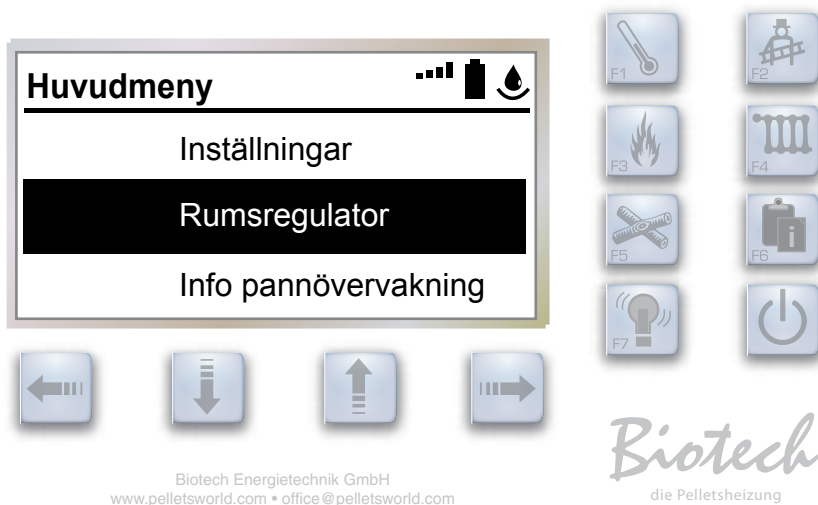 Huvudmeny
Inställningar
Rumsregulator
Info pannövervakning
F1
F2
F3
F4
F5
F6
i
F7
Biotech Energietechnik GmbH
www.pelletsworld.com • office@pelletsworld.com
Biotech
die Pelletsheizung